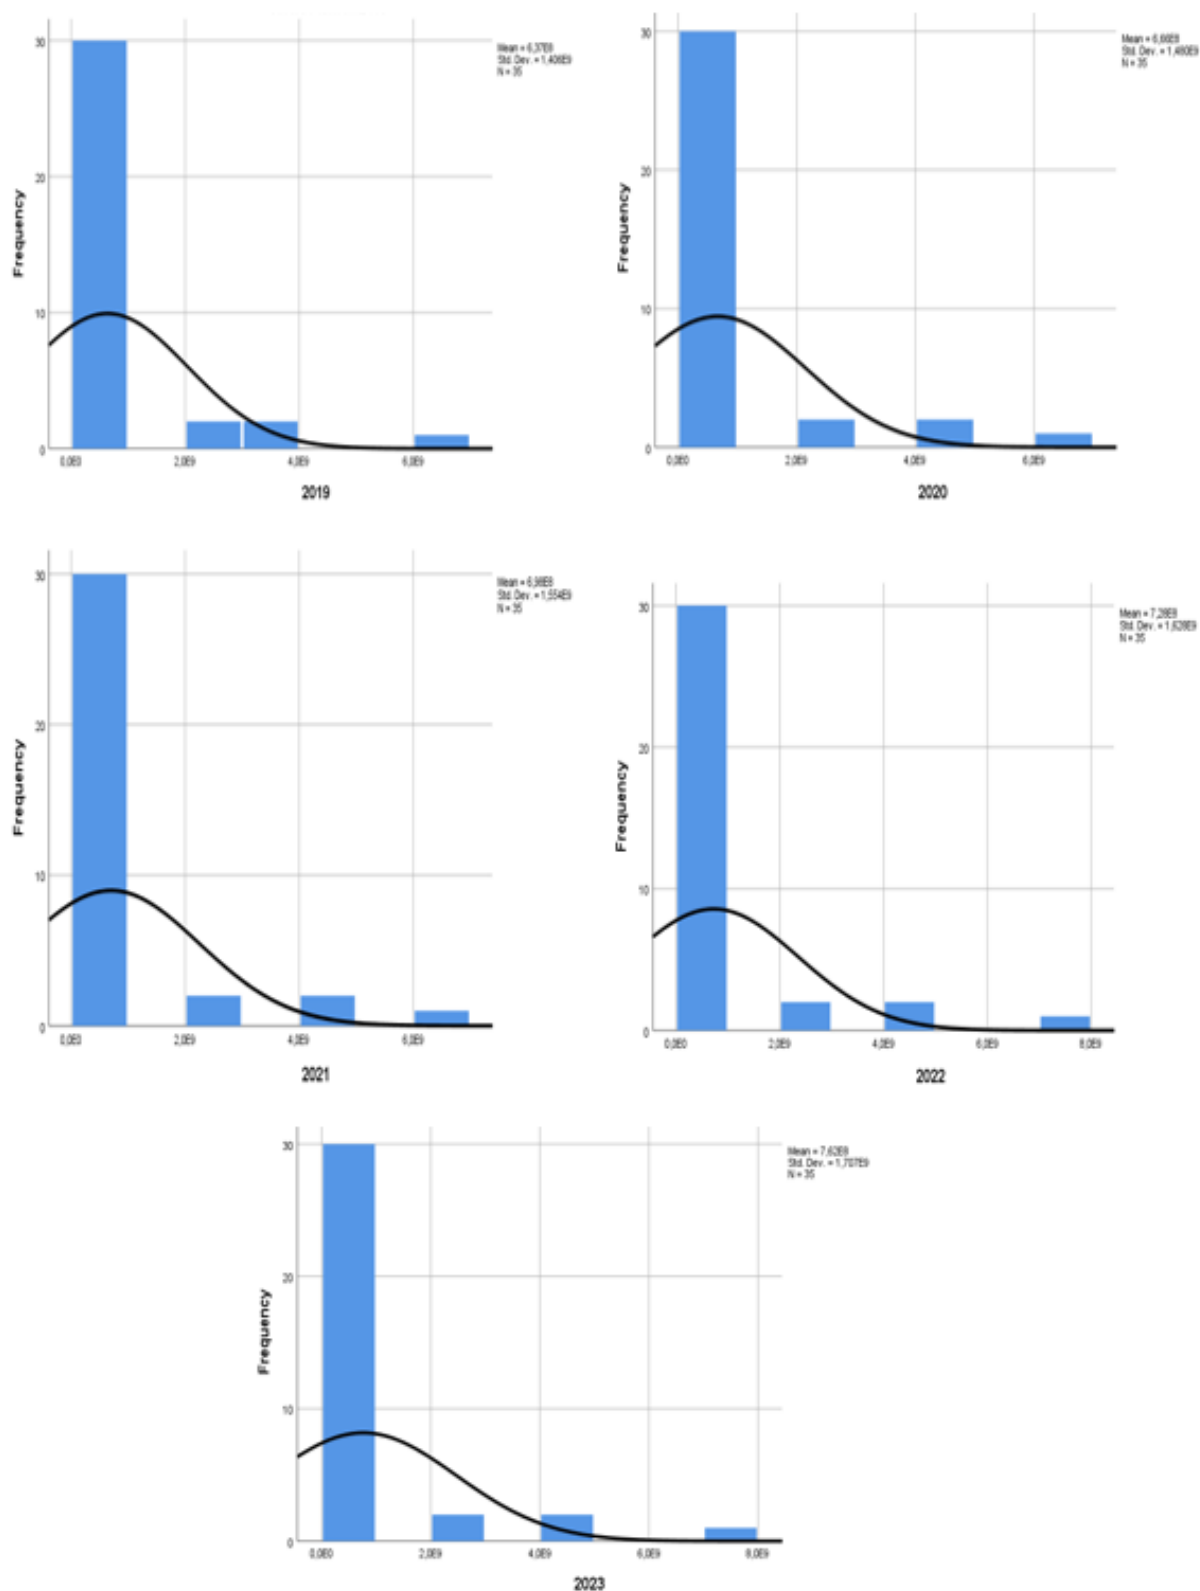 30
20
10
0
Frequency
0,0E0 2,0E9 4,0E9 6,0E9
2019
Mean = 6,37E8
Std. Dev. = 1,406E9
N = 35
30
20
10
0
Frequency
0,0E0 2,0E9 4,0E9 6,0E9
2020
Mean = 6,66E8
Std. Dev. = 1,480E9
N = 35
30
20
10
0
Frequency
0,0E0 2,0E9 4,0E9 6,0E9
2021
Mean = 6,98E8
Std. Dev. = 1,554E9
N = 35
30
20
10
0
Frequency
0,0E0 2,0E9 4,0E9 6,0E9 8,0E9
2022
Mean = 7,28E8
Std. Dev. = 1,628E9
N = 35
30
20
10
0
Frequency
0,0E0 2,0E9 4,0E9 6,0E9 8,0E9
2023
Mean = 7,62E8
Std. Dev. = 1,707E9
N = 35